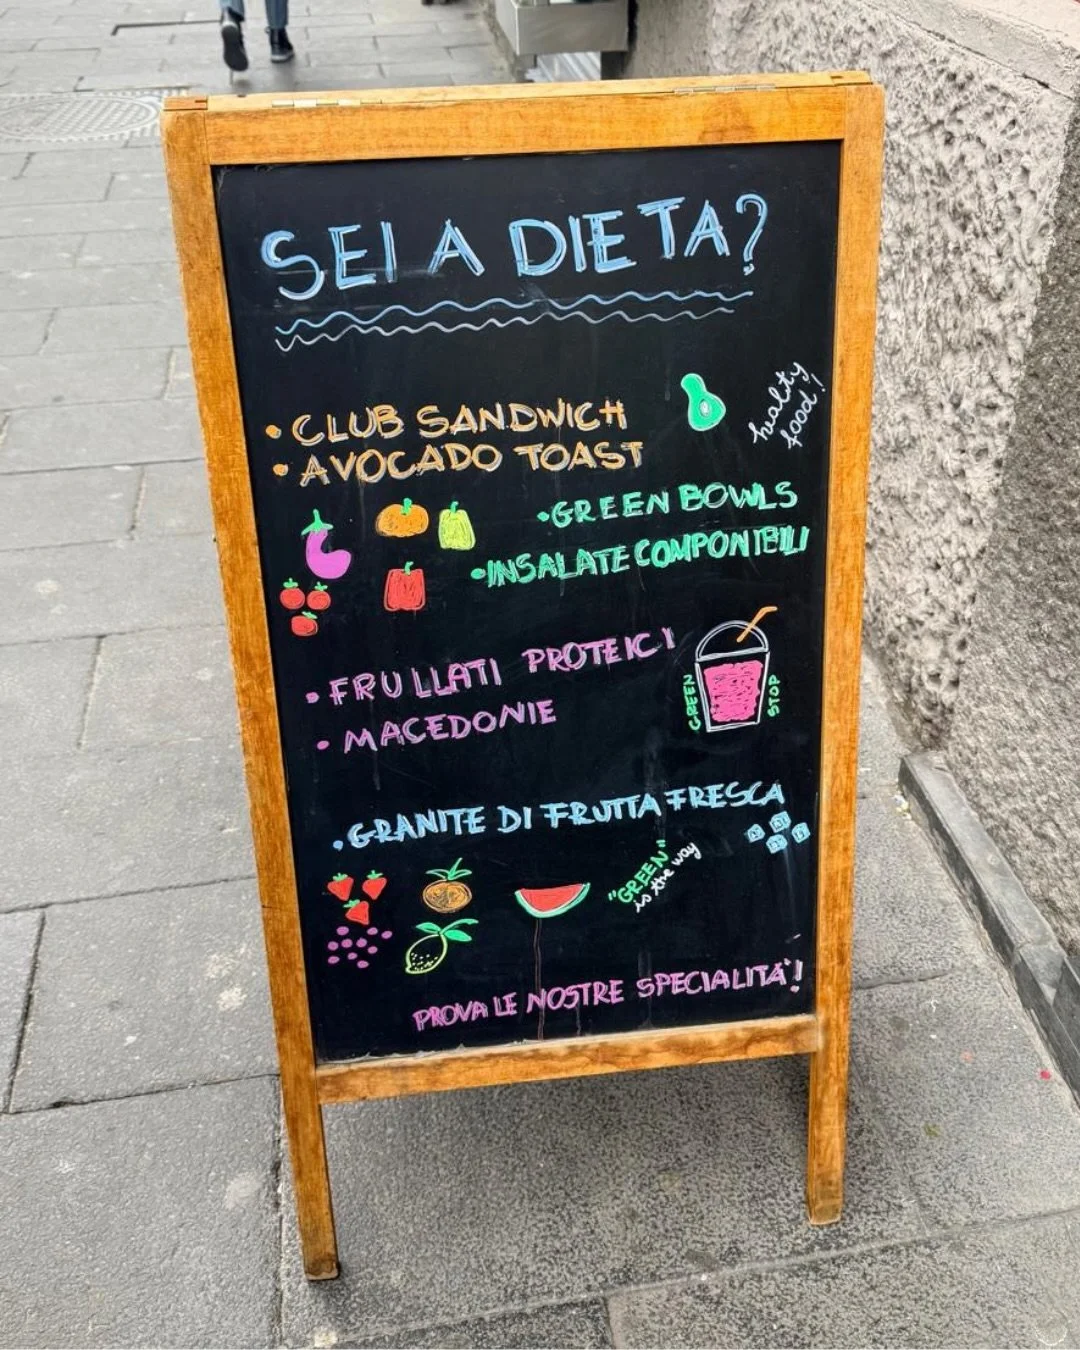 SEI A DIETA?
• CLUB SANDWICH
• AVOCADO TOAST
healty
food!
• GREEN BOWLS
• INSALATE COMPONIBILI
• FRULLATI PROTEICI
• MACEDONIE
GREEN
STOP
• GRANITE DI FRUTTA FRESCA
"GREEN"
is the way
PROVA LE NOSTRE SPECIALITA'!